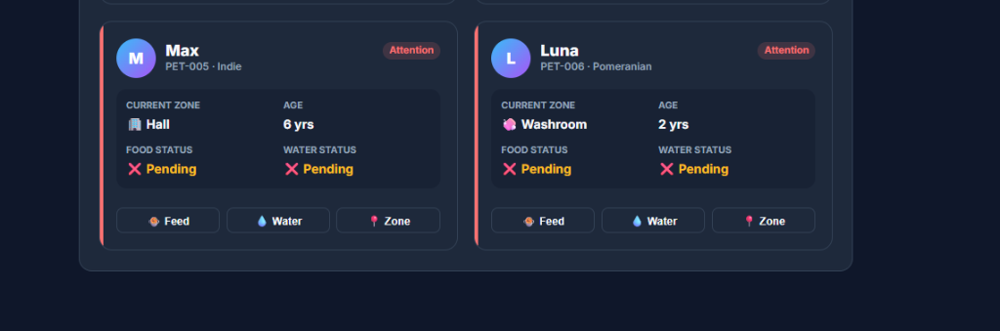 M
Max
Attention
PET-005 · Indie
CURRENT ZONE AGE
Hall 6 yrs
FOOD STATUS WATER STATUS
❌ Pending ❌ Pending
Feed Water Zone
L
Luna
Attention
PET-006 · Pomeranian
CURRENT ZONE AGE
Washroom 2 yrs
FOOD STATUS WATER STATUS
❌ Pending ❌ Pending
Feed Water Zone